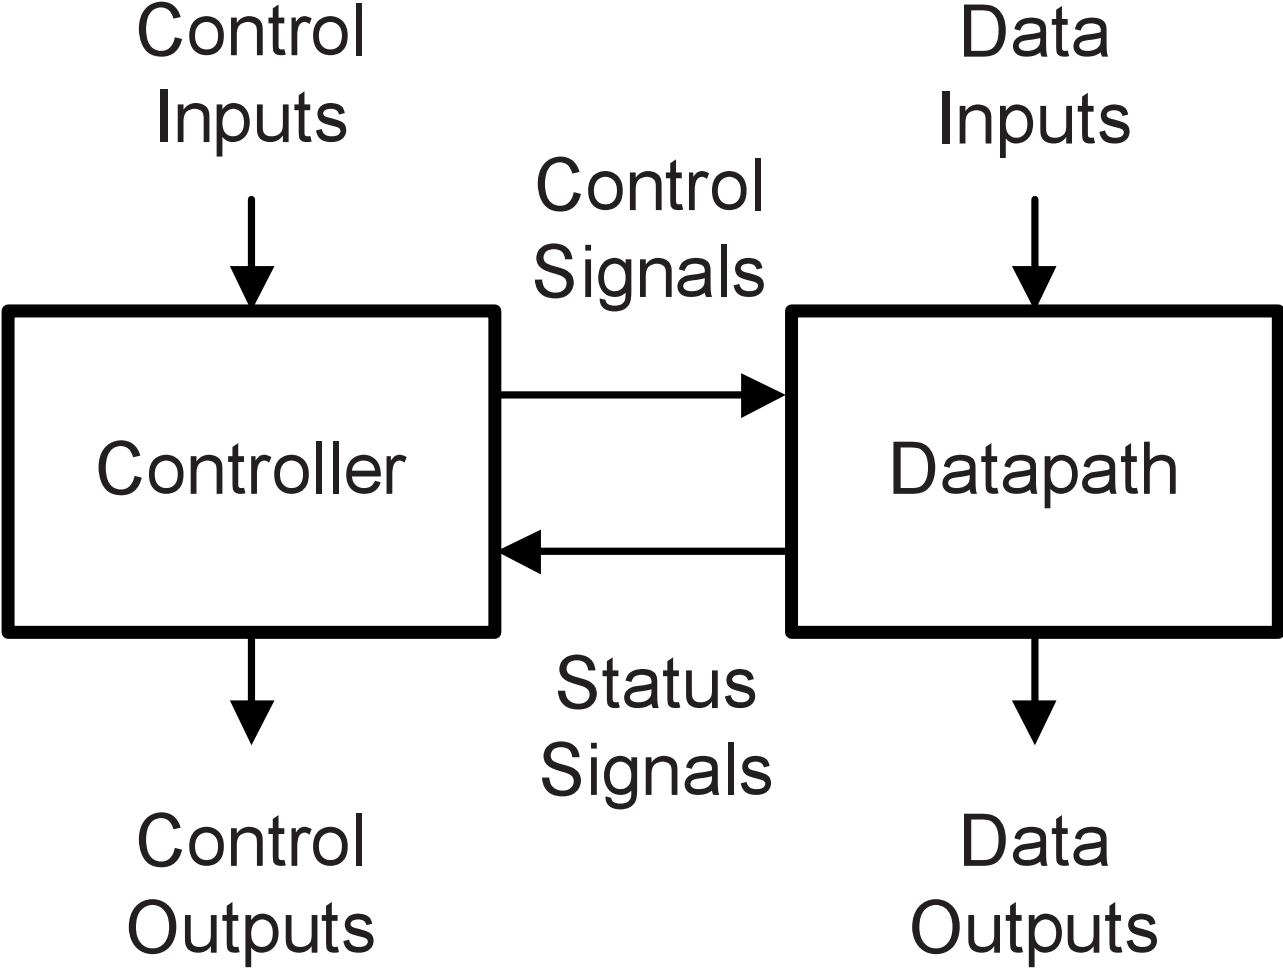 Control
Inputs
Data
Inputs
Control
Signals
Controller
Datapath
Status
Signals
Control
Outputs
Data
Outputs